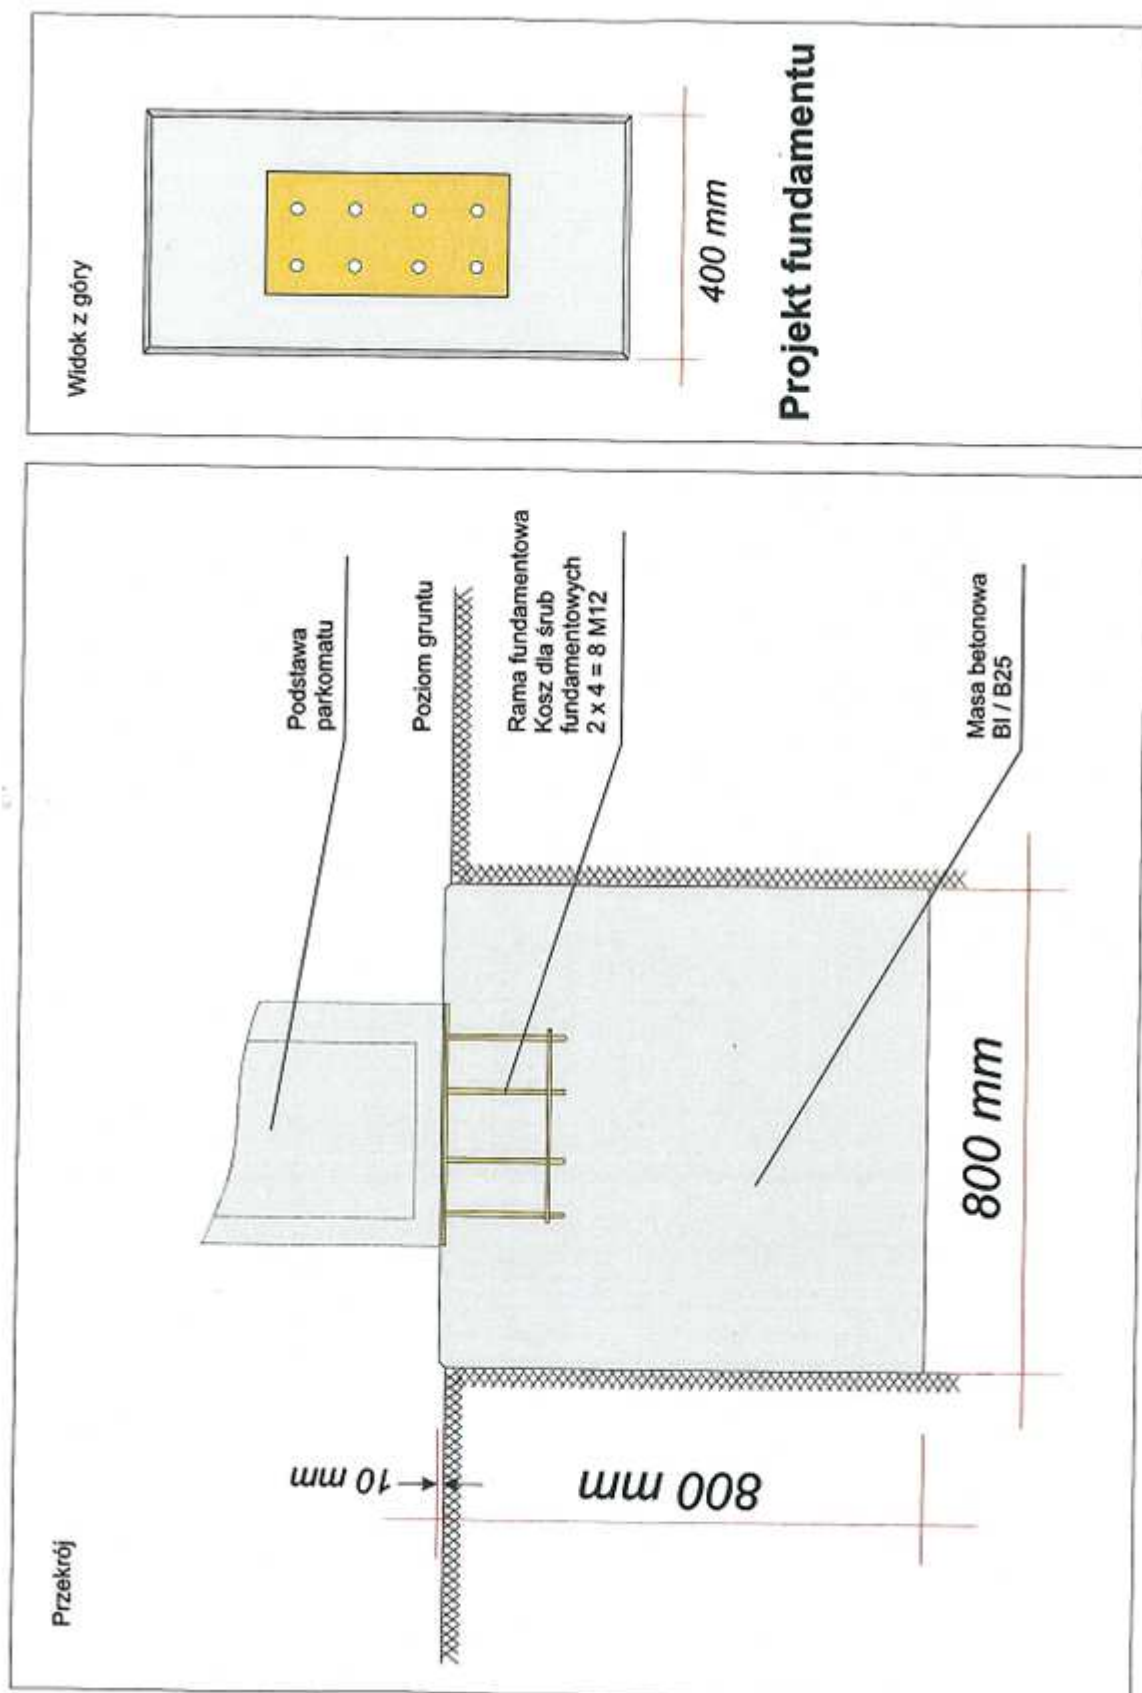 Przekrój
Podstawa
parkomatu
Poziom gruntu
Rama fundamentowa
Kosz dla śrub
fundamentowych
2 x 4 = 8 M12
Masa betonowa
BI / B25
10 mm
800 mm
800 mm
Widok z góry
400 mm
Projekt fundamentu